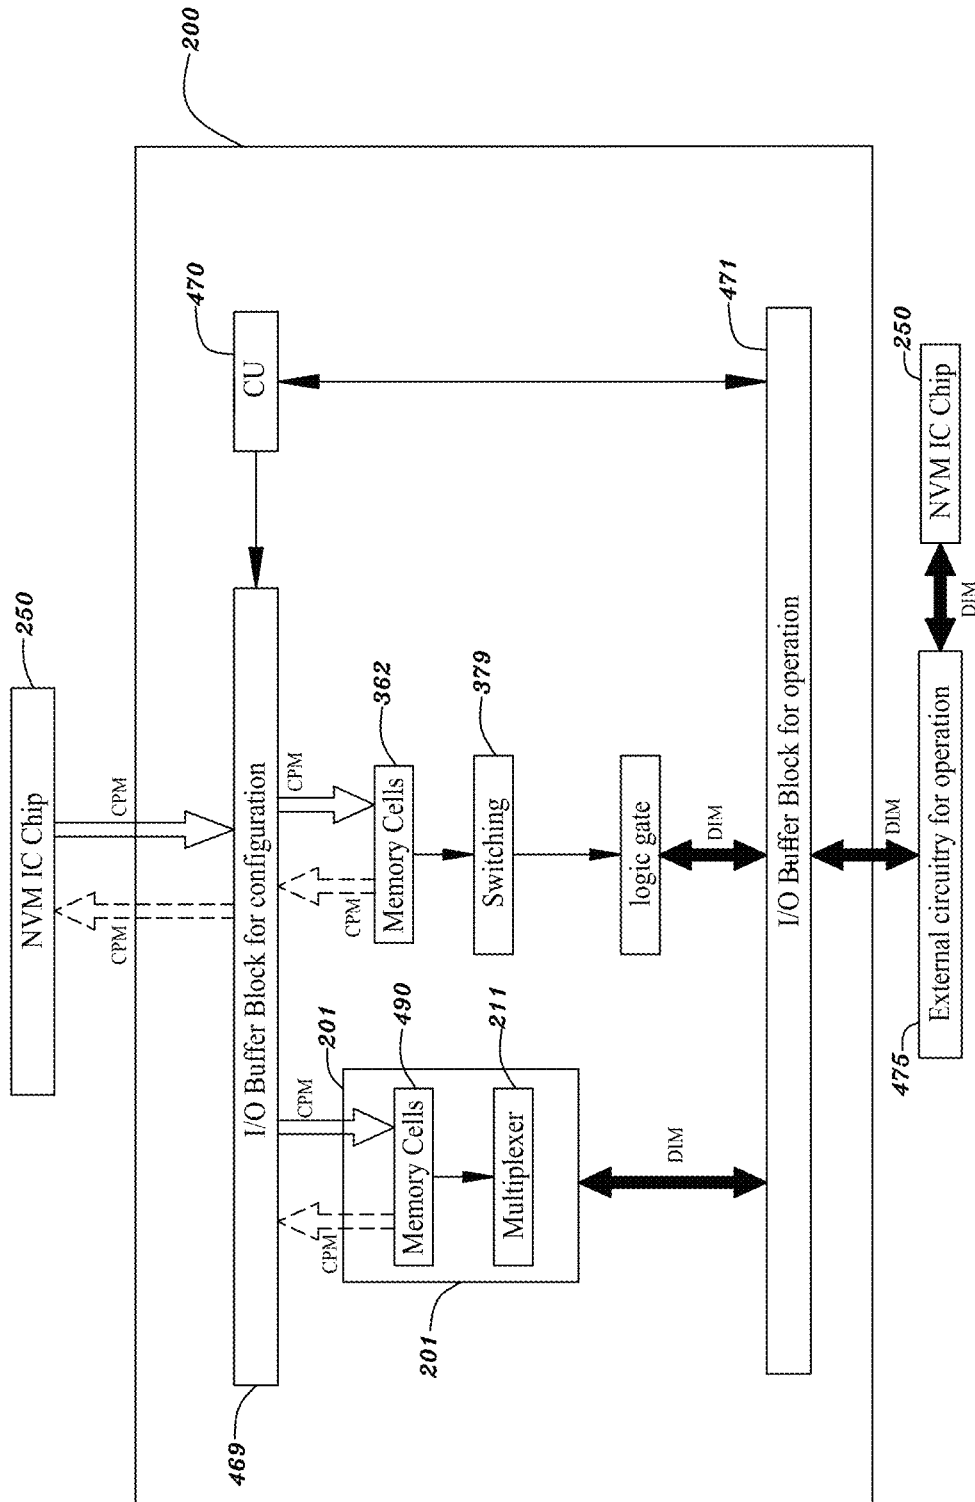 200
250
NVM IC Chip
CPM
CPM
470
CU
469
I/O Buffer Block for configuration
CPM
CPM
362
Memory Cells
379
Switching
logic gate
DIM
201
CPM
CPM
490
Memory Cells
211
Multiplexer
201
DIM
471
I/O Buffer Block for operation
DIM
475
External circuitry for operation
DIM
250
NVM IC Chip